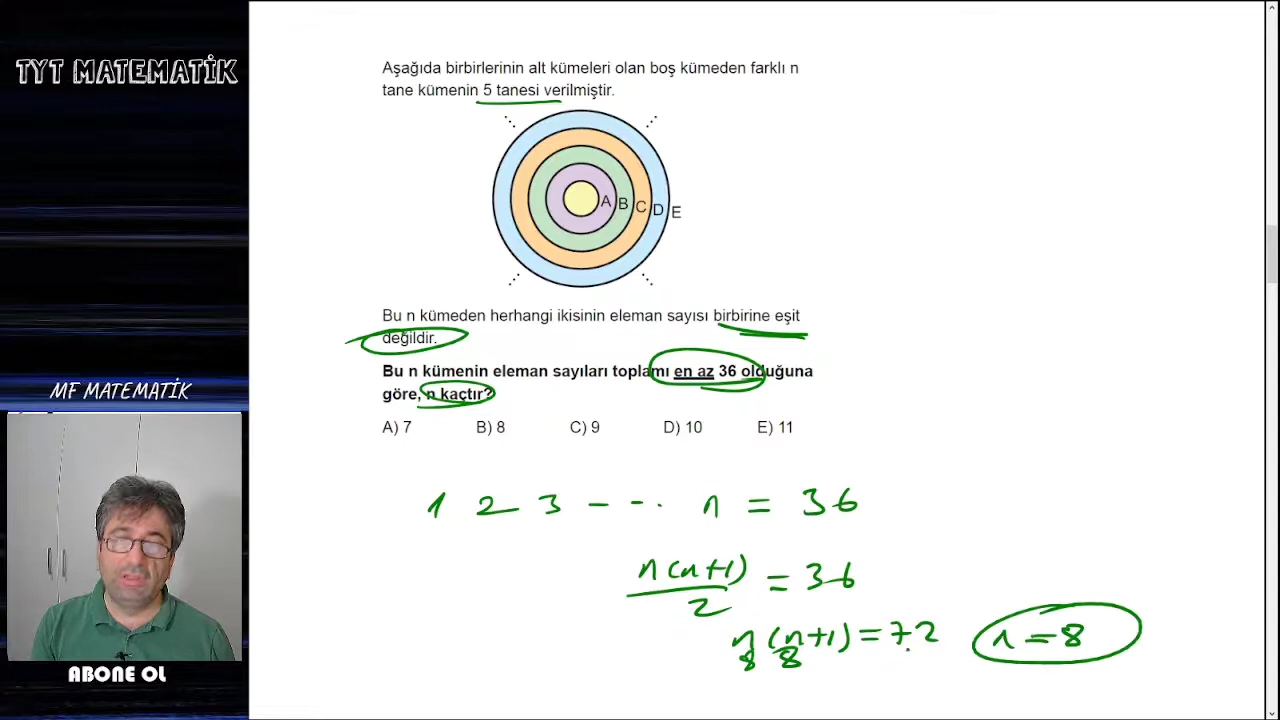 TYT MATEMATİK
Aşağıda birbirlerinin alt kümeleri olan boş kümeden farklı n
tane kümenin 5 tanesi verilmiştir.
A B C D E
Bu n kümeden herhangi ikisinin eleman sayısı birbirine eşit
değildir.
Bu n kümenin eleman sayıları toplamı en az 36 olduğuna
göre, n kaçtır?
A) 7 B) 8 C) 9 D) 10 E) 11
MF MATEMATİK
1 2 3 - - .. n = 36
n(n+1)
2
= 36
n(n+1)=72 n=8
8 8
ABONE OL